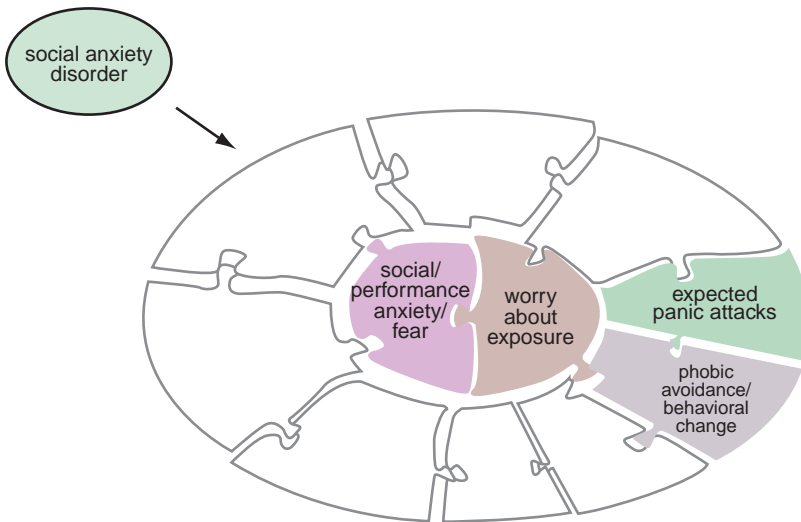 social anxiety
disorder
social/
performance
anxiety/
fear
worry
about
exposure
expected
panic attacks
phobic
avoidance/
behavioral
change